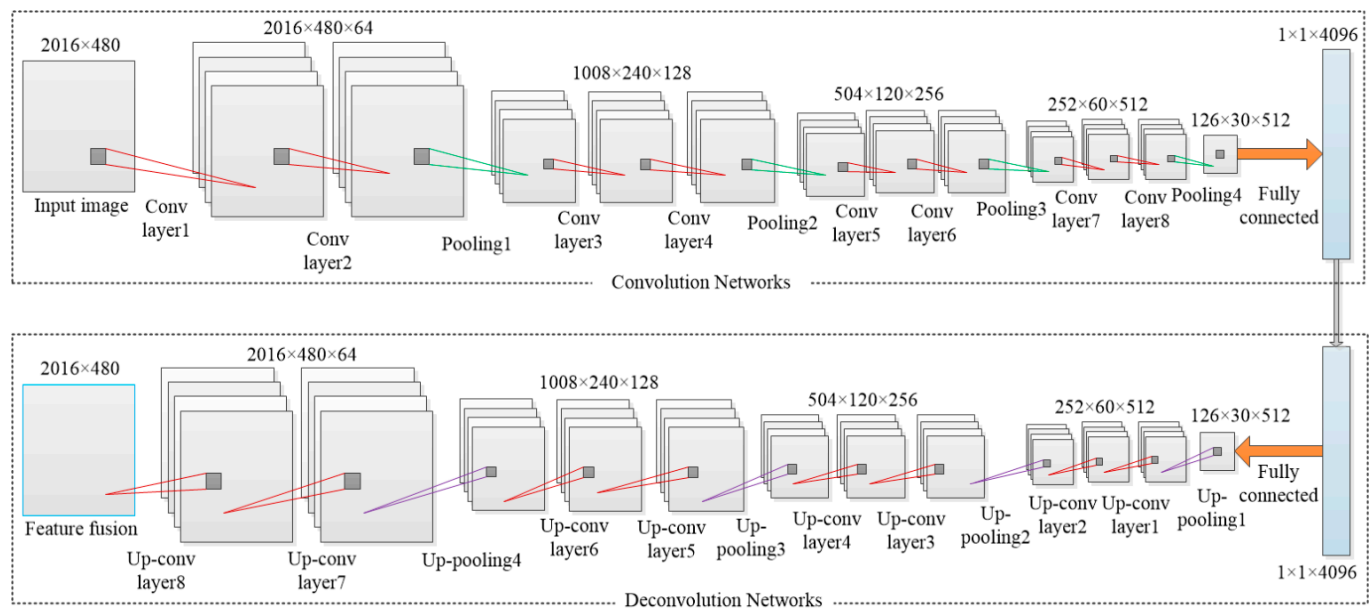 2016×480
2016×480×64
1008×240×128
504×120×256
252×60×512
126×30×512
1×1×4096
Input image
Conv
layer1
Conv
layer2
Pooling1
Conv
layer3
Conv
layer4
Pooling2
Conv
layer5
Conv
layer6
Pooling3
Conv
layer7
Conv
layer8
Pooling4
Fully
connected
Convolution Networks
2016×480
2016×480×64
1008×240×128
504×120×256
252×60×512
126×30×512
Feature fusion
Up-conv
layer8
Up-conv
layer7
Up-pooling4
Up-conv
layer6
Up-conv
layer5
Up-
pooling3
Up-conv
layer4
Up-conv
layer3
Up-
pooling2
Up-conv
layer2
Up-conv
layer1
Up-
pooling1
Fully
connected
1×1×4096
Deconvolution Networks